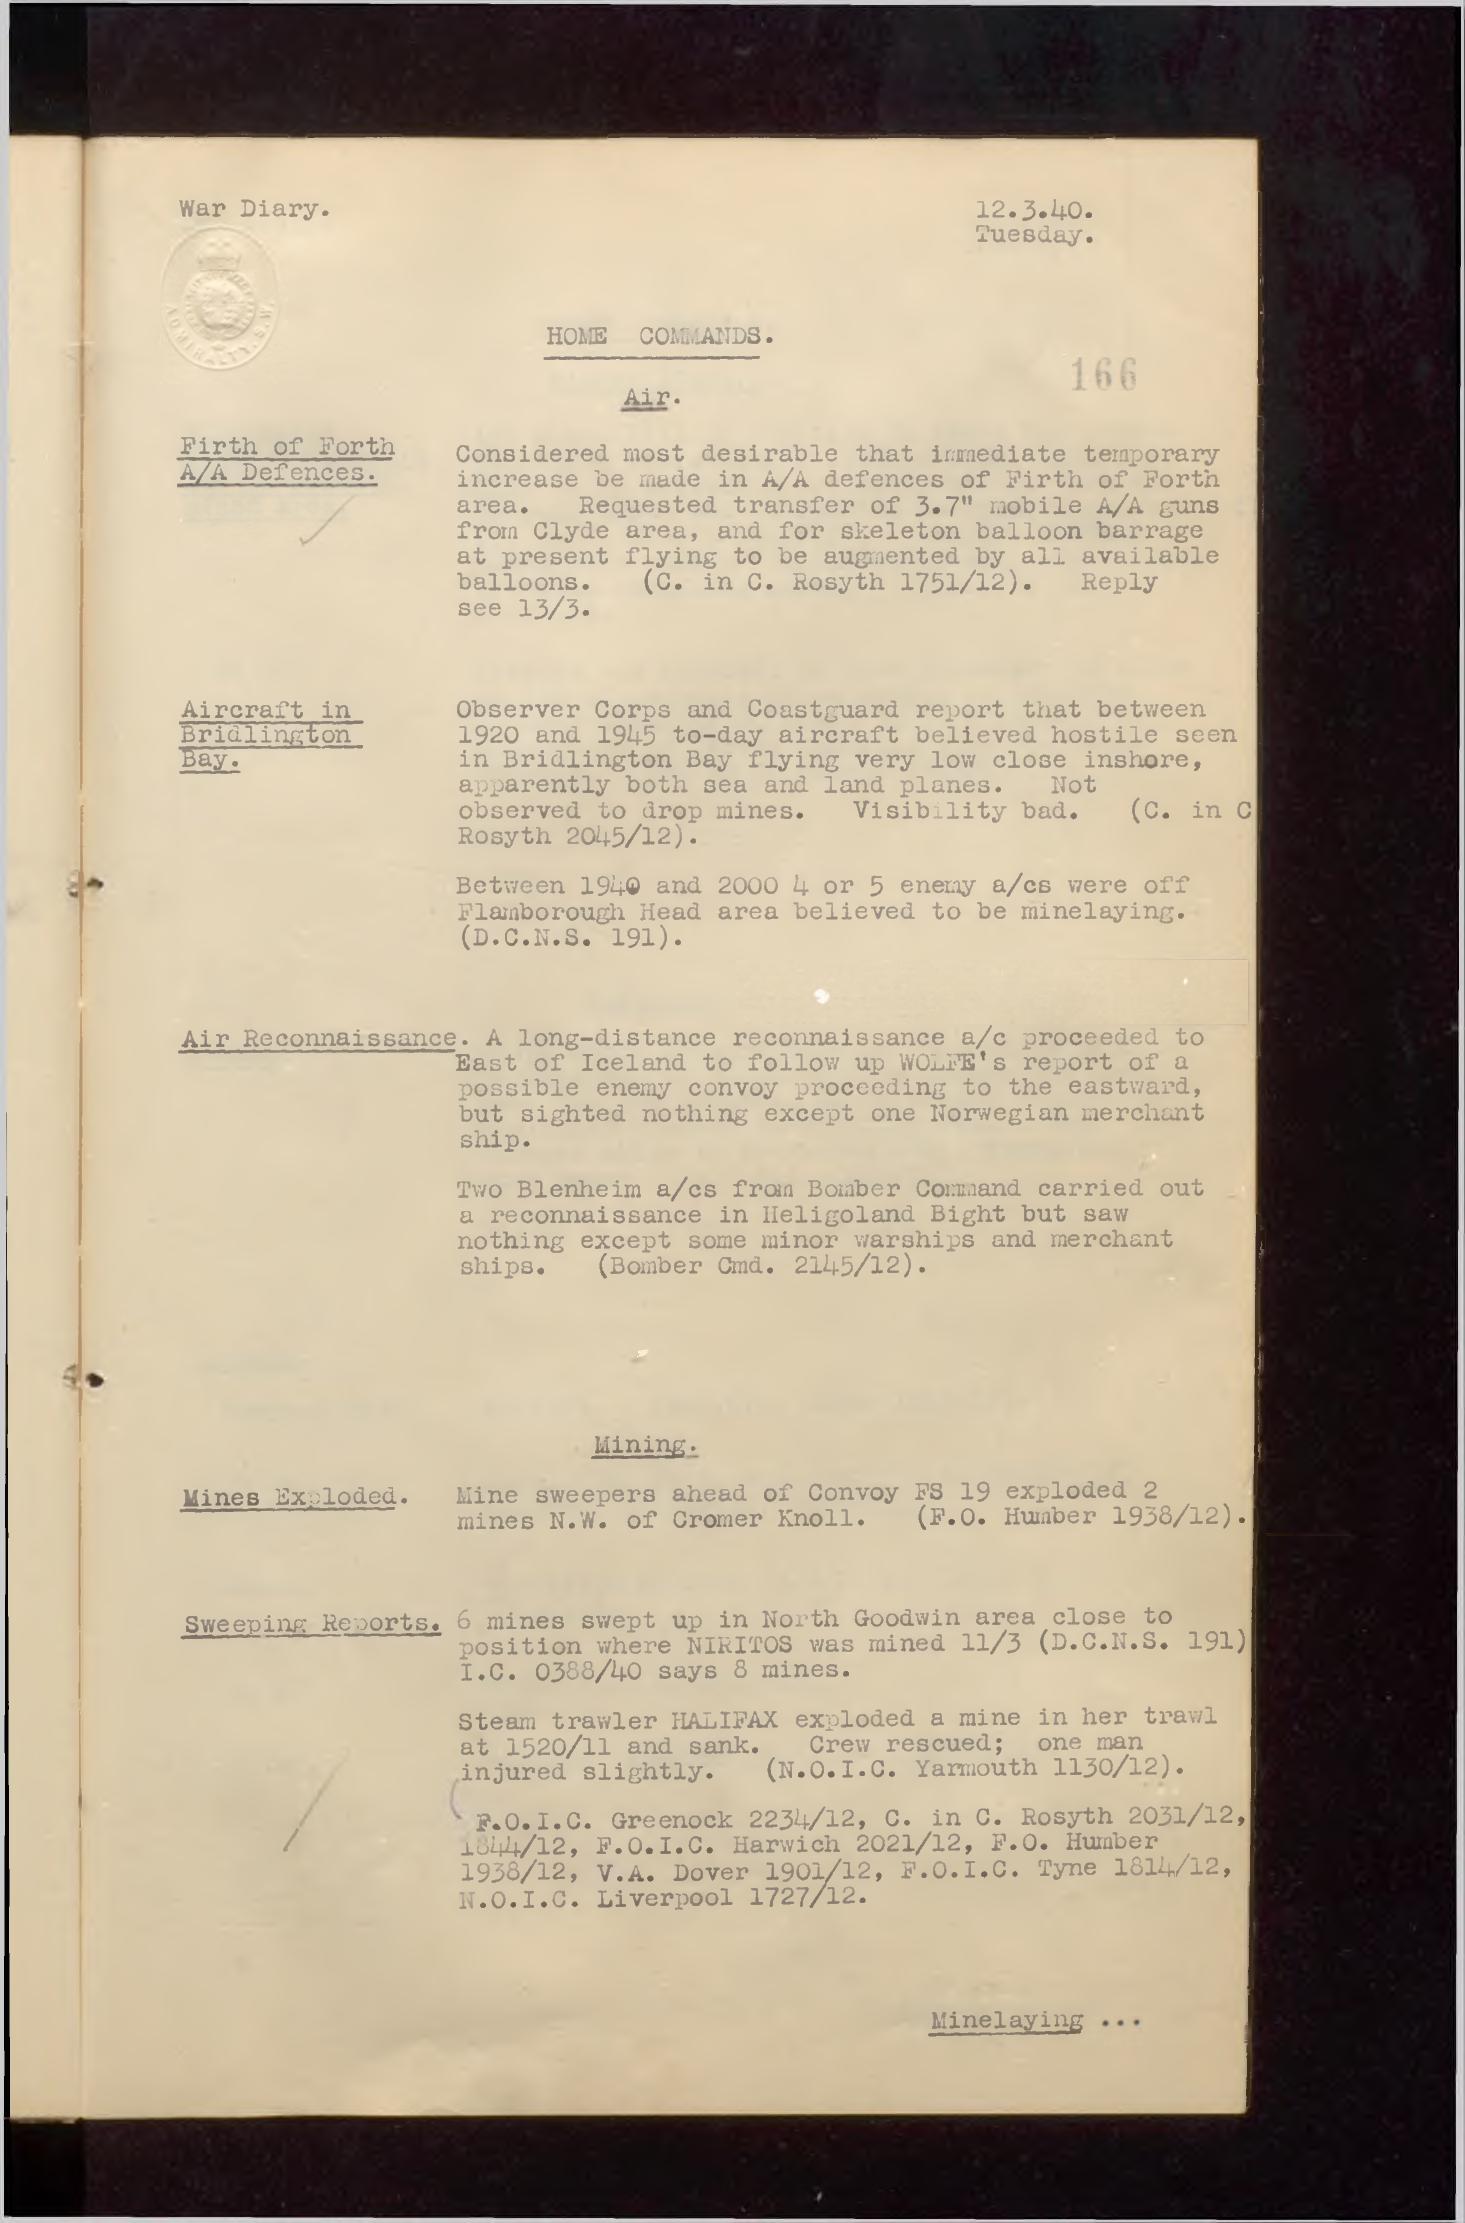 War Diary.
12.3.40.
Tuesday.
ADMIRALTY. S.W.
HOME COMMANDS.
166
Air.
Firth of Forth
A/A Defences.
Considered most desirable that immediate temporary
increase be made in A/A defences of Firth of Forth
area. Requested transfer of 3.7" mobile A/A guns
from Clyde area, and for skeleton balloon barrage
at present flying to be augmented by all available
balloons. (C. in C. Rosyth 1751/12). Reply
see 13/3.
Aircraft in
Bridlington
Bay.
Observer Corps and Coastguard report that between
1920 and 1945 to-day aircraft believed hostile seen
in Bridlington Bay flying very low close inshore,
apparently both sea and land planes. Not
observed to drop mines. Visibility bad. (C. in C
Rosyth 2045/12).
Between 1940 and 2000 4 or 5 enemy a/cs were off
Flamborough Head area believed to be minelaying.
(D.C.N.S. 191).
Air Reconnaissance. A long-distance reconnaissance a/c proceeded to
East of Iceland to follow up WOLFE's report of a
possible enemy convoy proceeding to the eastward,
but sighted nothing except one Norwegian merchant
ship.
Two Blenheim a/cs from Bomber Command carried out
a reconnaissance in Heligoland Bight but saw
nothing except some minor warships and merchant
ships. (Bomber Cmd. 2145/12).
Mining.
Mines Exploded. Mine sweepers ahead of Convoy FS 19 exploded 2
mines N.W. of Cromer Knoll. (F.O. Humber 1938/12).
Sweeping Reports. 6 mines swept up in North Goodwin area close to
position where NIRITOS was mined 11/3 (D.C.N.S. 191)
I.C. 0388/40 says 8 mines.
Steam trawler HALIFAX exploded a mine in her trawl
at 1520/11 and sank. Crew rescued; one man
injured slightly. (N.O.I.C. Yarmouth 1130/12).
(F.O.I.C. Greenock 2234/12, C. in C. Rosyth 2031/12,
1844/12, F.O.I.C. Harwich 2021/12, F.O. Humber
1938/12, V.A. Dover 1901/12, F.O.I.C. Tyne 1814/12,
N.O.I.C. Liverpool 1727/12.
Minelaying ...